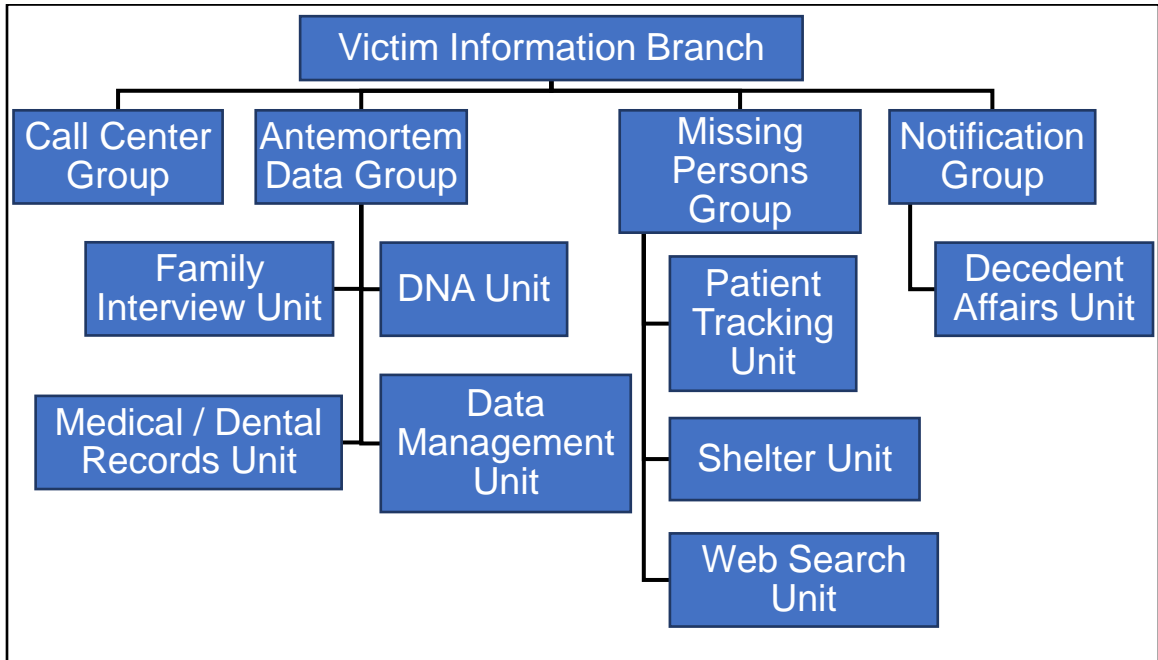 Victim Information Branch
Call Center
Group
Antemortem
Data Group
Missing
Persons
Group
Notification
Group
Family
Interview Unit
DNA Unit
Medical / Dental
Records Unit
Data
Management
Unit
Patient
Tracking
Unit
Shelter Unit
Web Search
Unit
Decedent
Affairs Unit